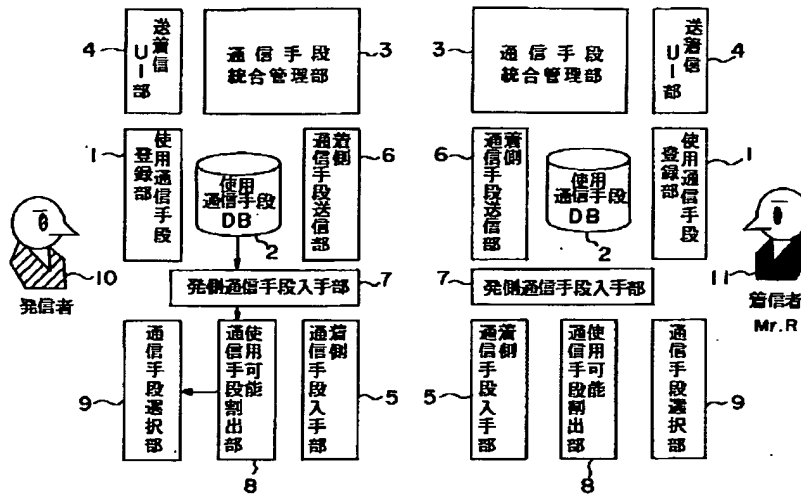 4
送着信
UI部
通信手段
統合管理部
3
3
通信手段
統合管理部
送着信
UI部
4
1
使用通信手段
登録部
使用
通信手段
DB
2
着側
通信手段送信部
6
6
着側
通信手段送信部
使用
通信手段
DB
2
使用通信手段
登録部
1
10
発信者
発側通信手段入手部
7
7
発側通信手段入手部
11
着信者
Mr.R
9
通信手段選択部
使用可能
通信手段割出部
8
着側
通信手段入手部
5
5
着側
通信手段入手部
使用可能
通信手段割出部
8
通信手段選択部
9